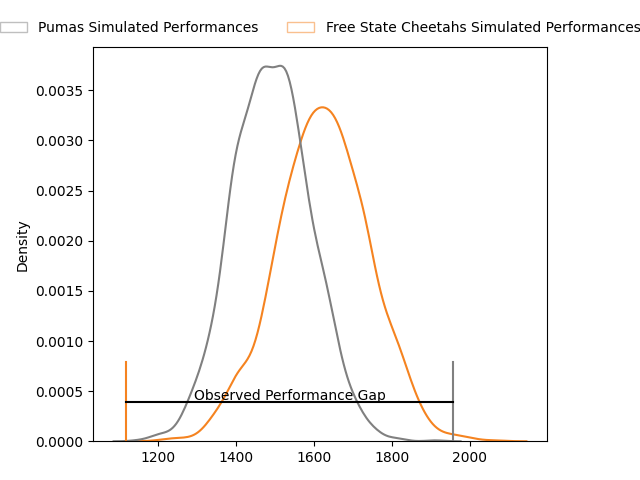 Pumas Simulated Performances
Free State Cheetahs Simulated Performances
0.0035
0.0030
0.0025
0.0020
0.0015
0.0010
0.0005
0.0000
Density
Observed Performance Gap
1200 1400 1600 1800 2000